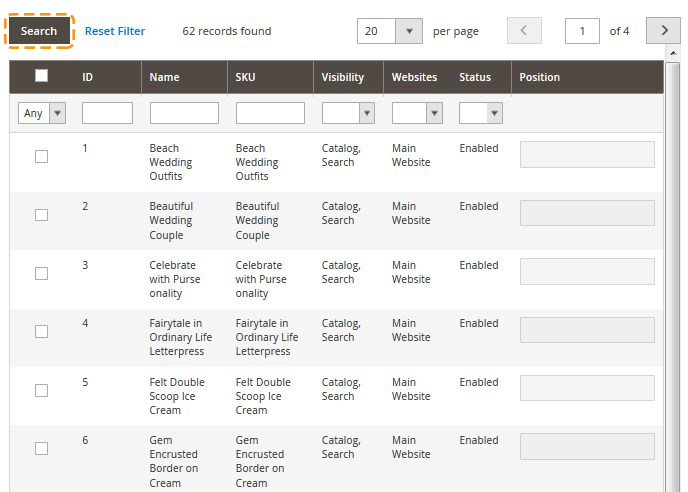 Search Reset Filter 62 records found 20 per page 1 of 4
ID Name SKU Visibility Websites Status Position
Any
1 Beach Beach Catalog, Main Enabled
Wedding Wedding Search Website
Outfits Outfits
2 Beautiful Beautiful Catalog, Main Enabled
Wedding Wedding Search Website
Couple Couple
3 Celebrate Celebrate Catalog, Main Enabled
with Purse with Purse Search Website
onality onality
4 Fairytale in Fairytale in Catalog, Main Enabled
Ordinary Life Ordinary Life Search Website
Letterpress Letterpress
5 Felt Double Felt Double Catalog, Main Enabled
Scoop Ice Scoop Ice Search Website
Cream Cream
6 Gem Gem Catalog, Main Enabled
Encrusted Encrusted Search Website
Border on Border on
Cream Cream